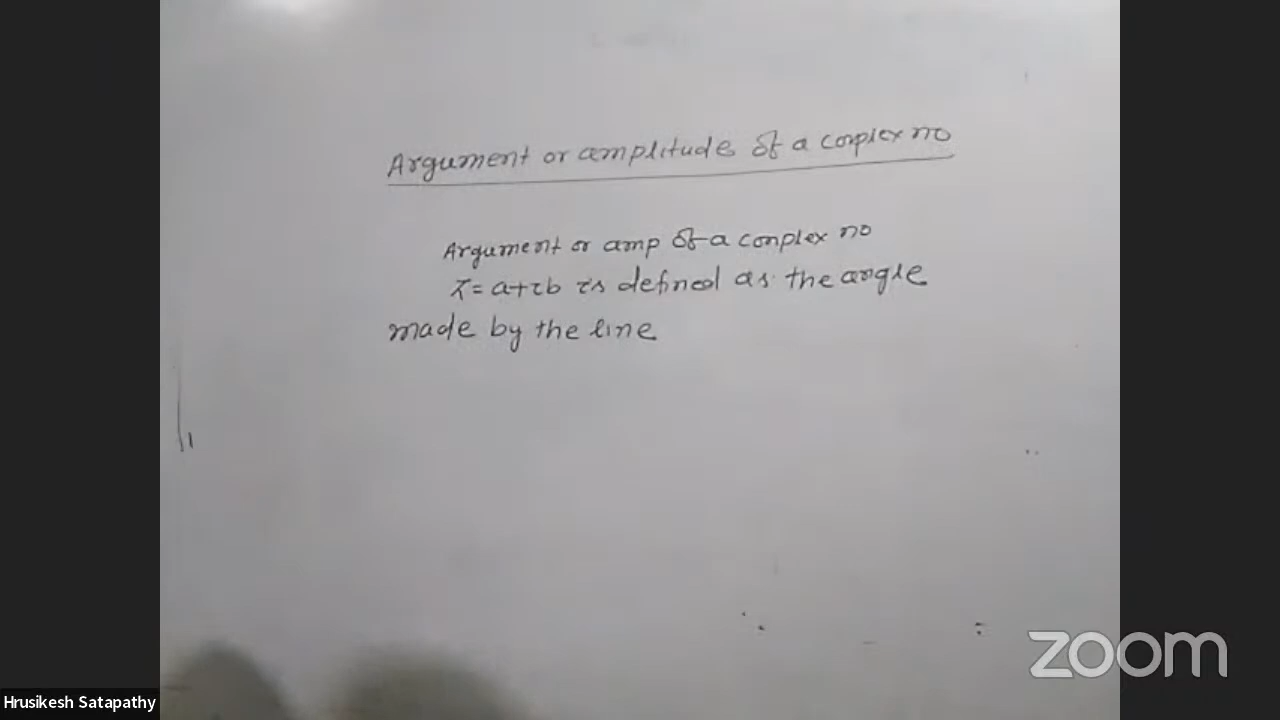 Argument or amplitude of a complex no
Argument or amp of a complex no
z = a+ib is defined as the angle
made by the line
zoom
Hrusikesh Satapathy